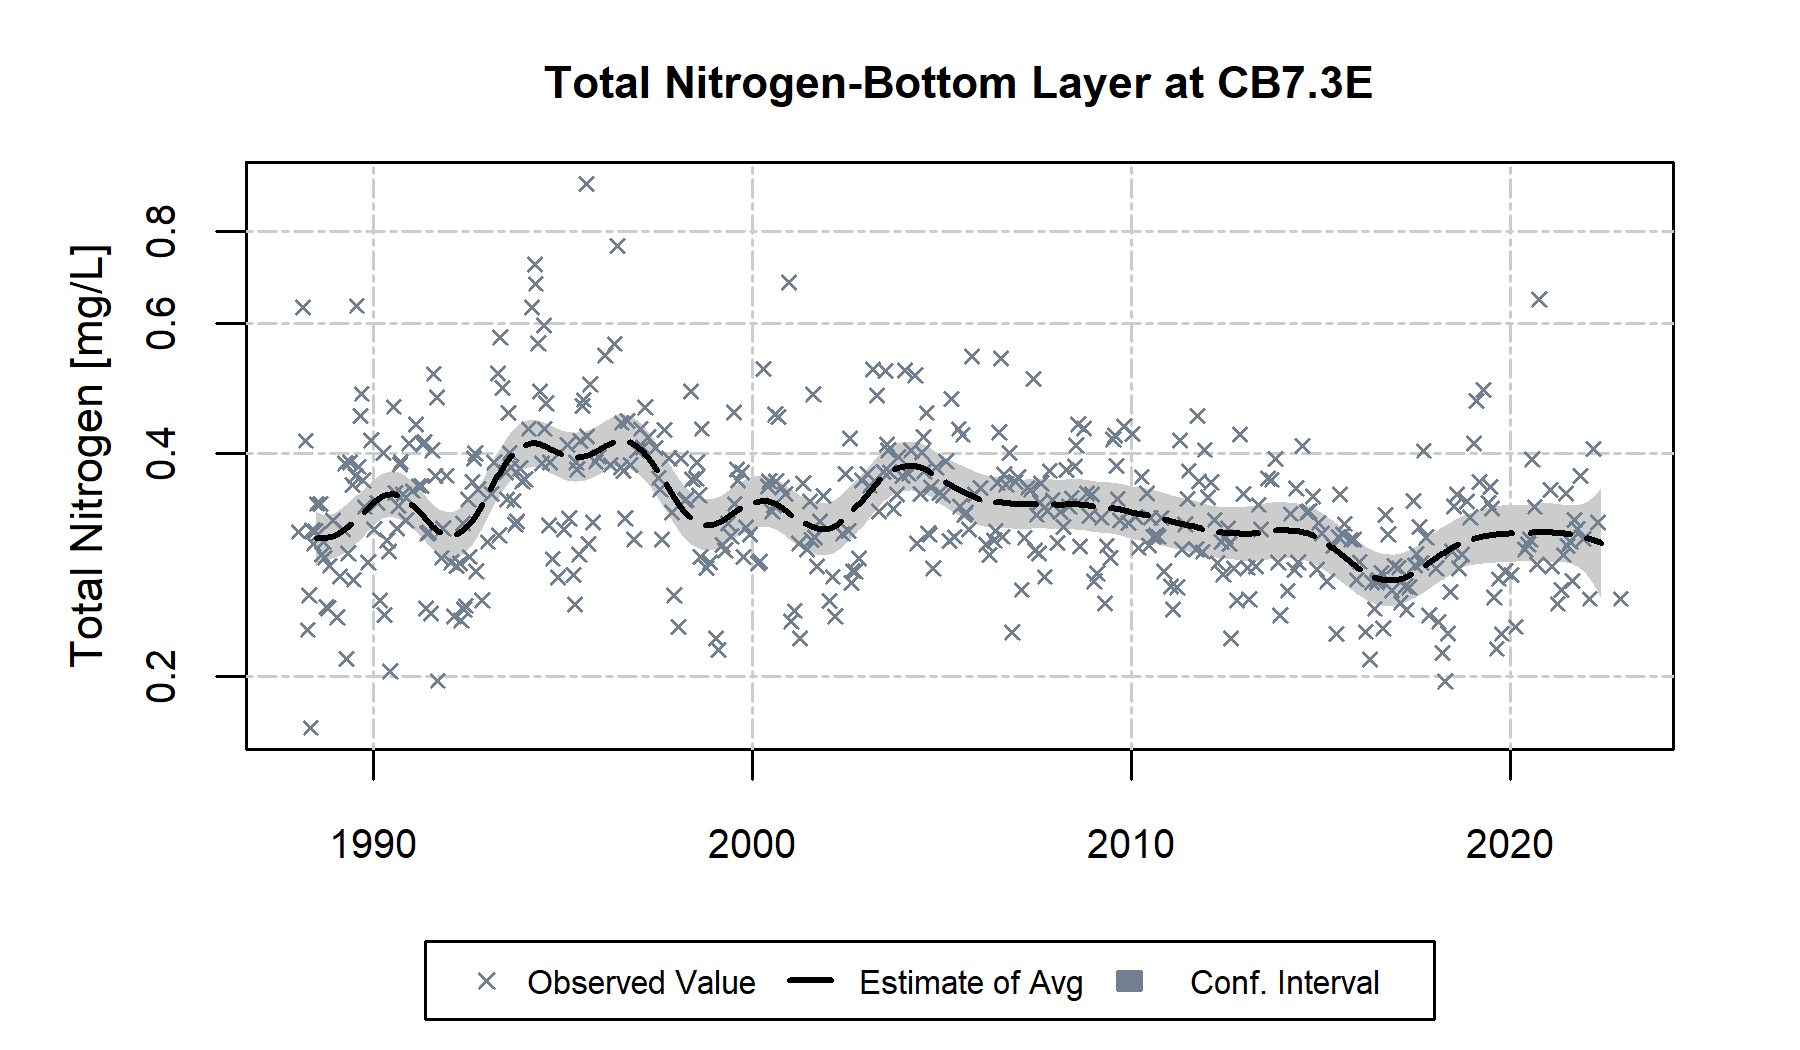 Total Nitrogen-Bottom Layer at CB7.3E
Total Nitrogen [mg/L]
0.8
0.6
0.4
0.2
1990 2000 2010 2020
Observed Value Estimate of Avg Conf. Interval